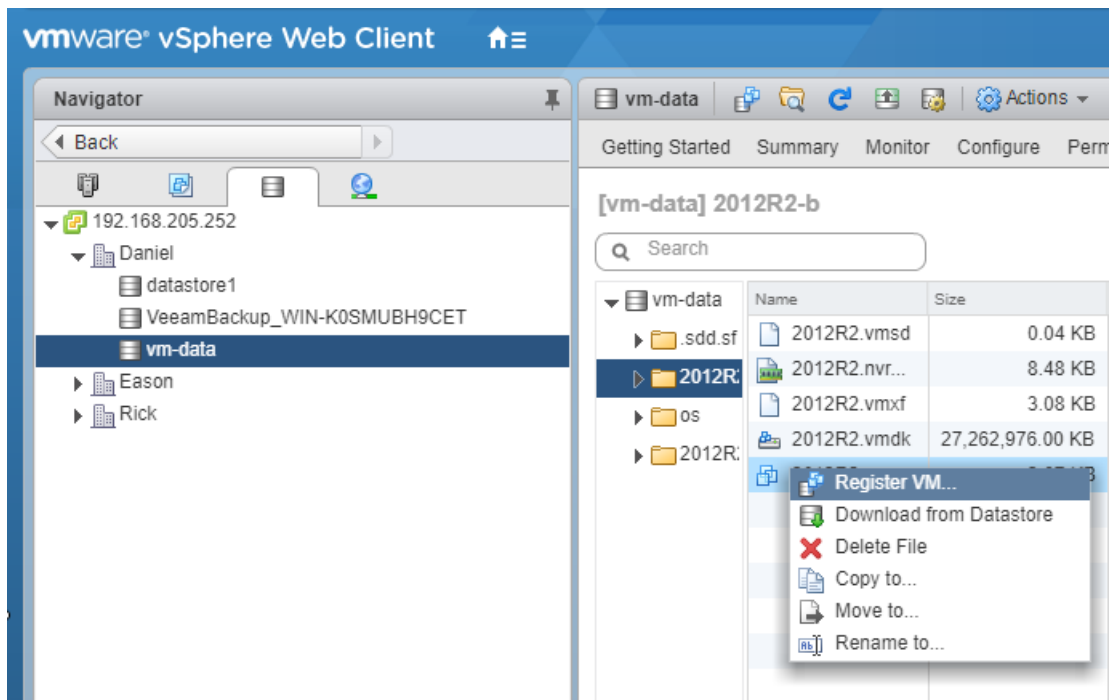 vmware® vSphere Web Client
Navigator
Back
192.168.205.252
Daniel
datastore1
VeeamBackup_WIN-K0SMUBH9CET
vm-data
Eason
Rick
vm-data
Actions
Getting Started Summary Monitor Configure Perm
[vm-data] 2012R2-b
Search
vm-data
.sdd.sf
2012R
os
2012R
Name Size
2012R2.vmsd 0.04 KB
2012R2.nvr... 8.48 KB
2012R2.vmxf 3.08 KB
2012R2.vmdk 27,262,976.00 KB
Register VM...
Download from Datastore
Delete File
Copy to...
Move to...
Rename to...